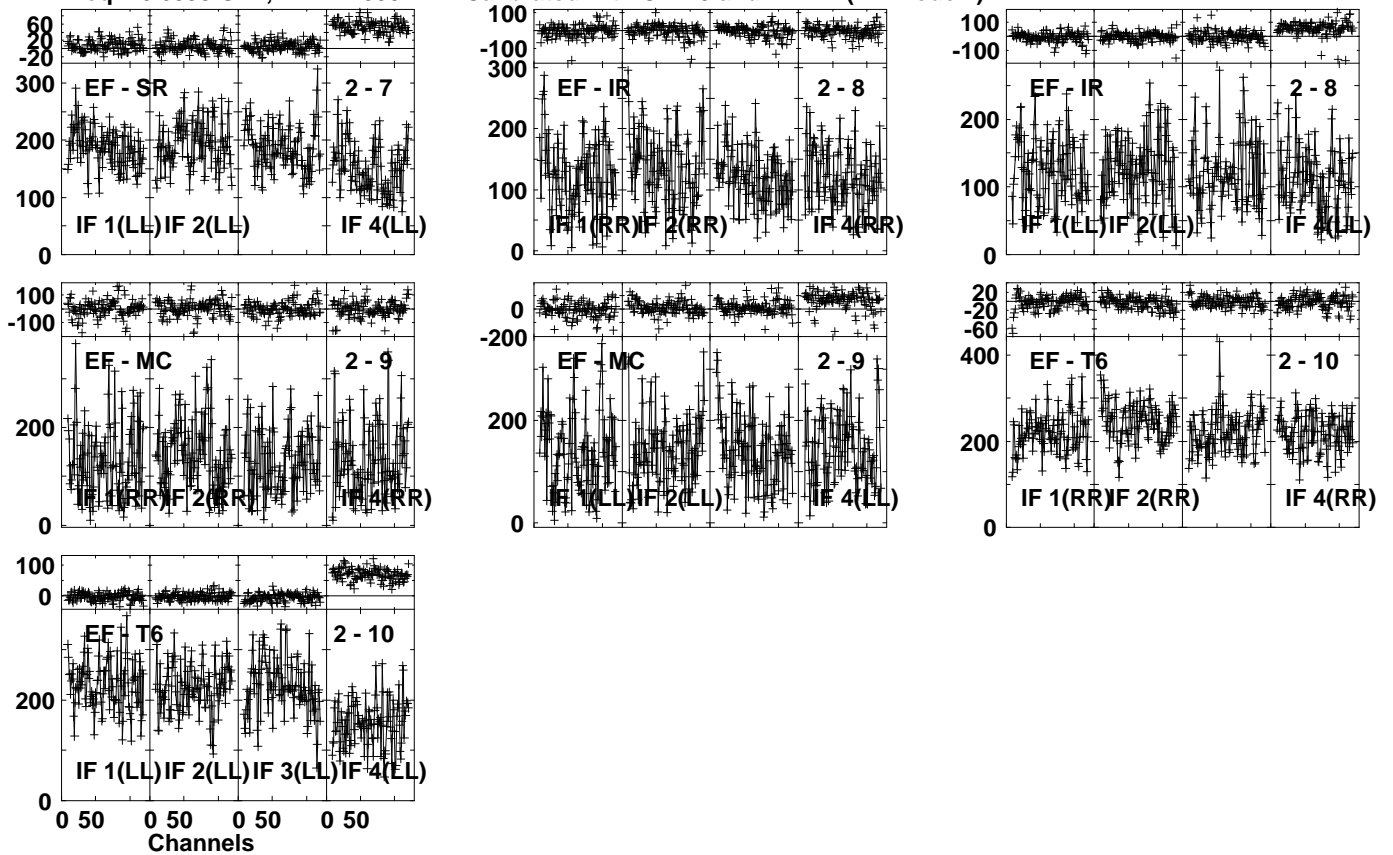 60
20
-20
300
200
100
0
EF - SR
2 - 7
IF 1(LL)
IF 2(LL)
IF 4(LL)
100
-100
300
200
100
0
EF - IR
2 - 8
IF 1(RR)
IF 2(RR)
IF 4(RR)
100
-100
200
100
0
EF - IR
2 - 8
IF 1(LL)
IF 2(LL)
IF 4(LL)
100
-100
200
0
EF - MC
2 - 9
IF 1(RR)
IF 2(RR)
IF 4(RR)
0
-200
200
0
EF - MC
2 - 9
IF 1(LL)
IF 2(LL)
IF 4(LL)
20
-20
-60
400
200
0
EF - T6
2 - 10
IF 1(RR)
IF 2(RR)
IF 4(RR)
100
0
200
0
EF - T6
2 - 10
IF 1(LL)
IF 2(LL)
IF 3(LL)
IF 4(LL)
0 50 0 50 0 50 0 50
Channels